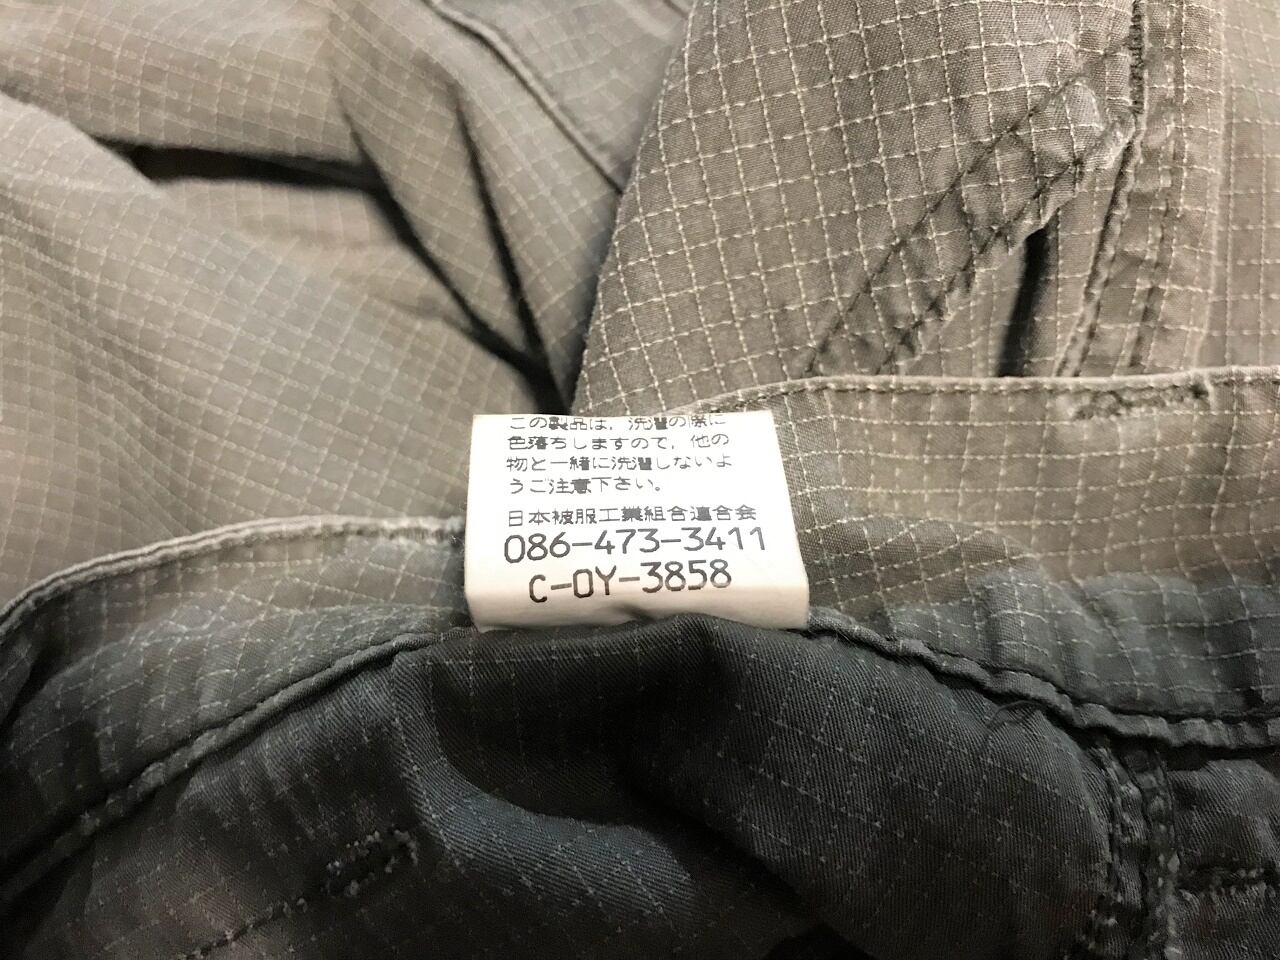 この製品は、洗濯の際に
色落ちしますので、他の
物と一緒に洗濯しないよ
うご注意下さい。
日本被服工業組合連合会
086-473-3411
C-OY-3858